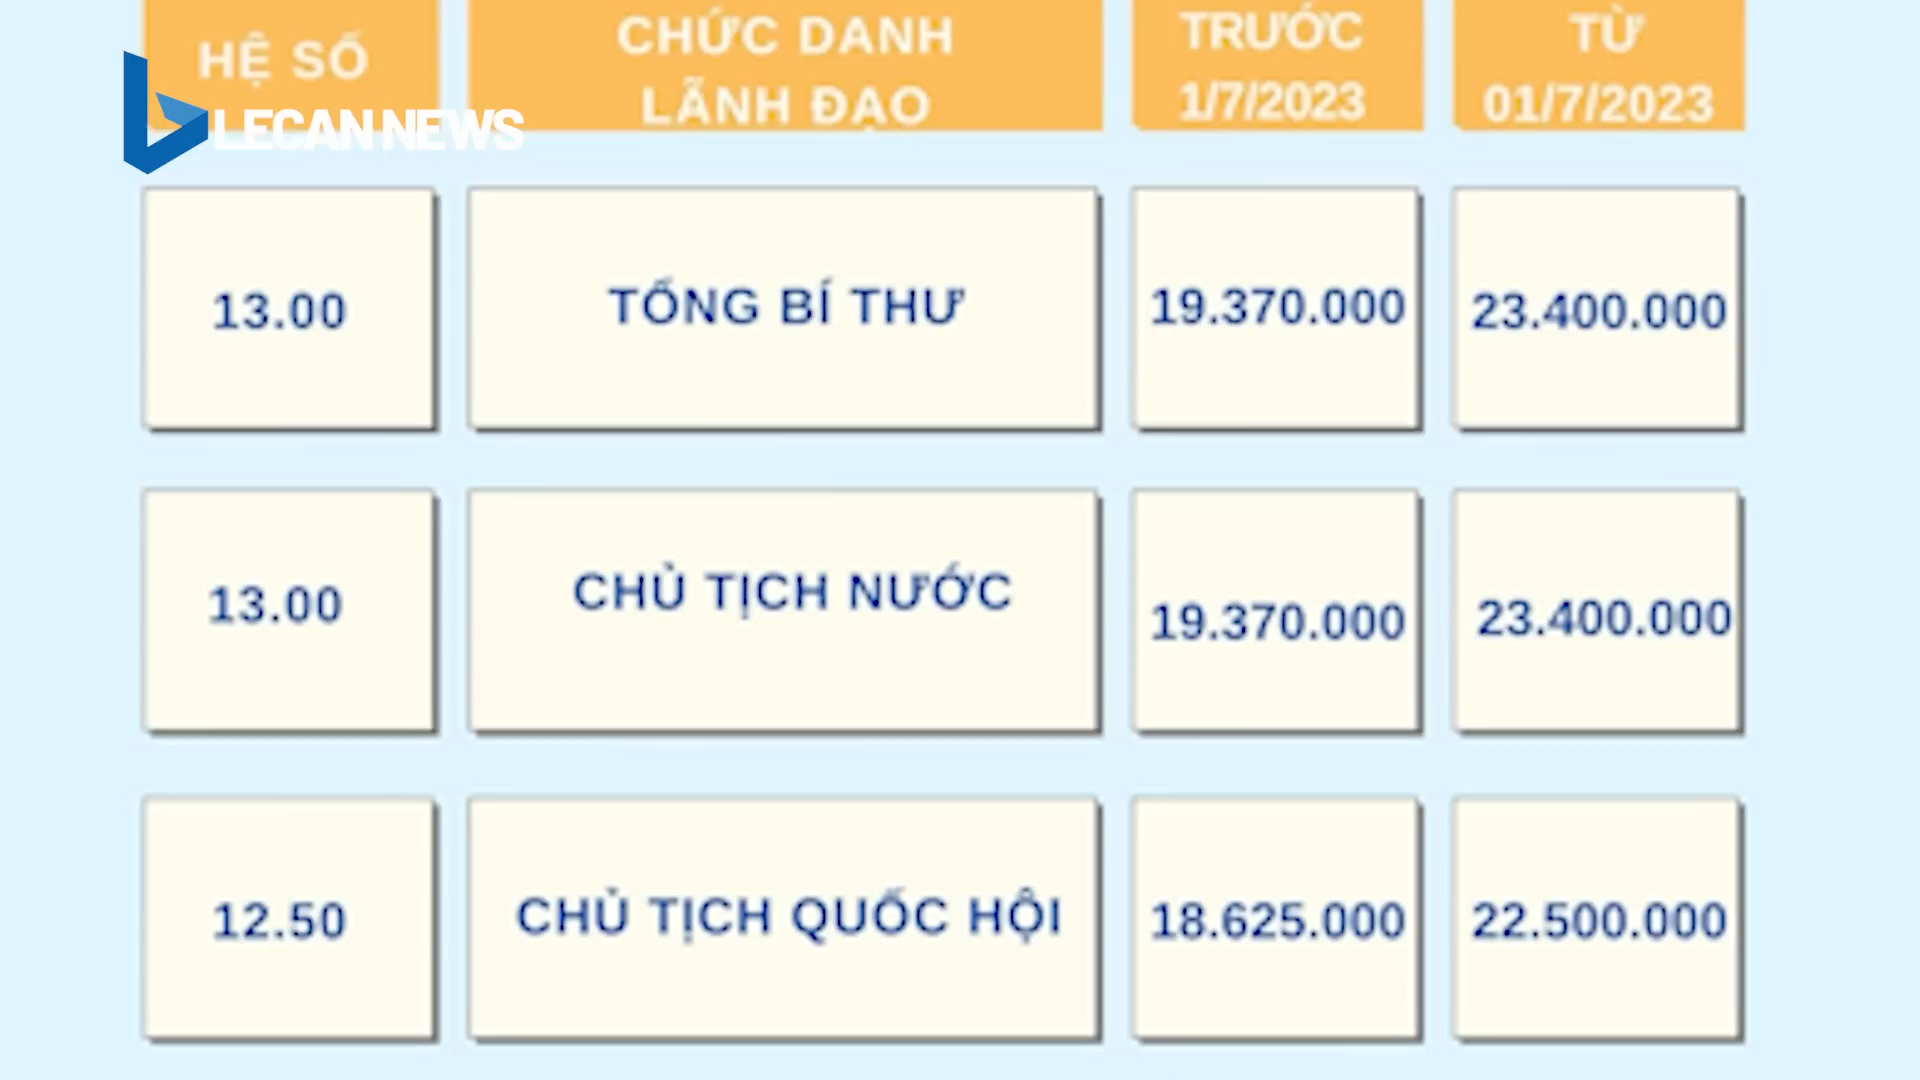 HỆ SỐ
CHỨC DANH
LÃNH ĐẠO
TRƯỚC
1/7/2023
TỪ
01/7/2023
LECAN NEWS
13.00
TỔNG BÍ THƯ
19.370.000
23.400.000
13.00
CHỦ TỊCH NƯỚC
19.370.000
23.400.000
12.50
CHỦ TỊCH QUỐC HỘI
18.625.000
22.500.000